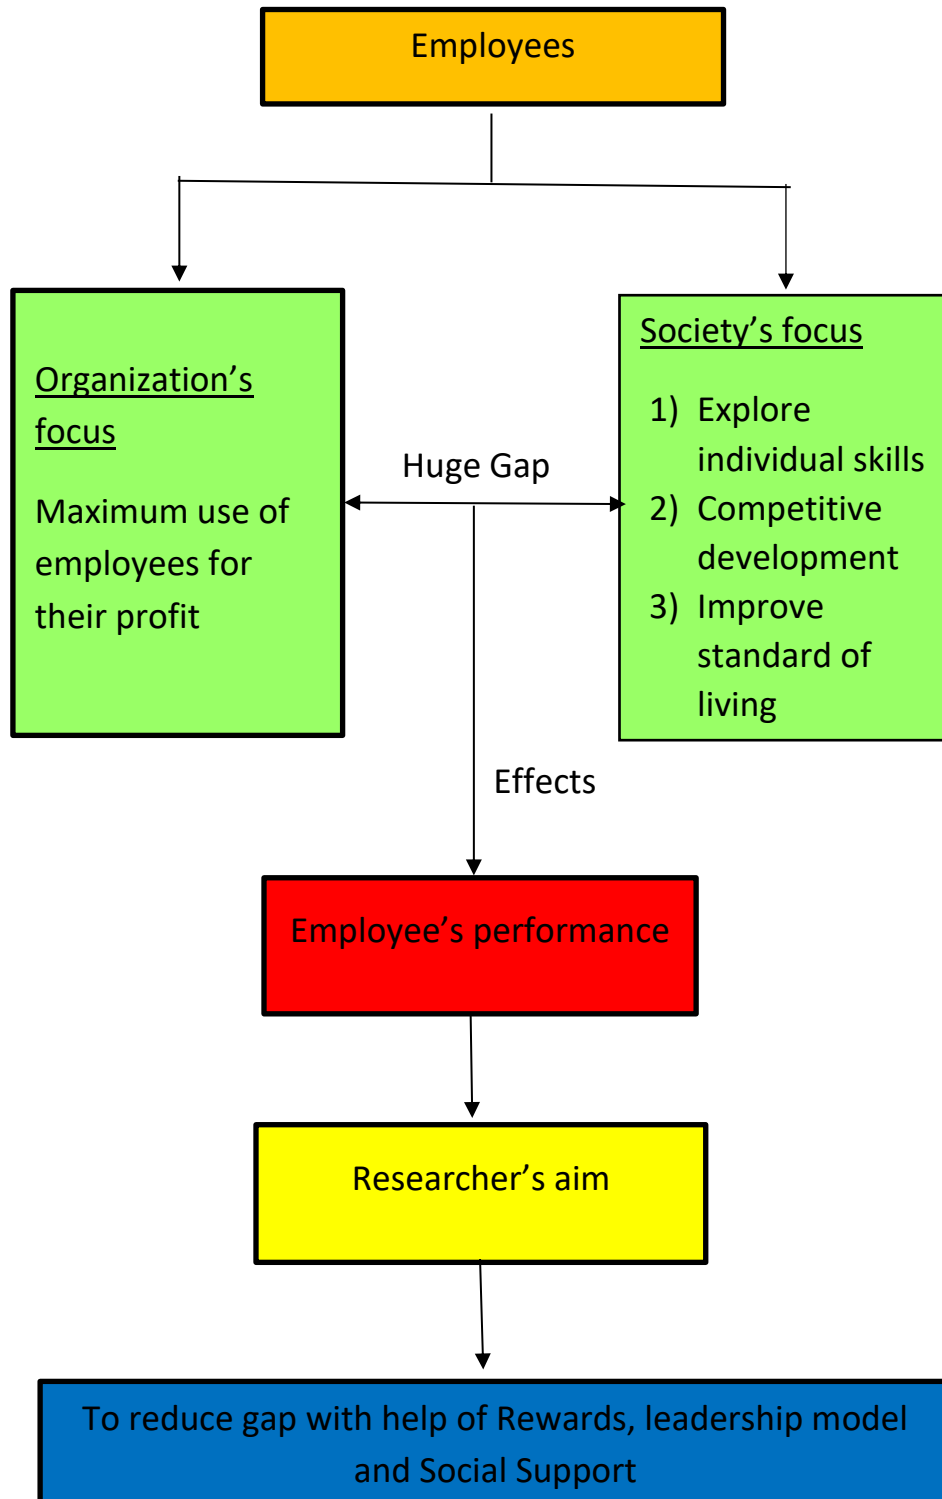 Employees
Organization’s
focus
Maximum use of
employees for
their profit
Huge Gap
Society’s focus
1) Explore
individual skills
2) Competitive
development
3) Improve
standard of
living
Effects
Employee’s performance
Researcher’s aim
To reduce gap with help of Rewards, leadership model
and Social Support